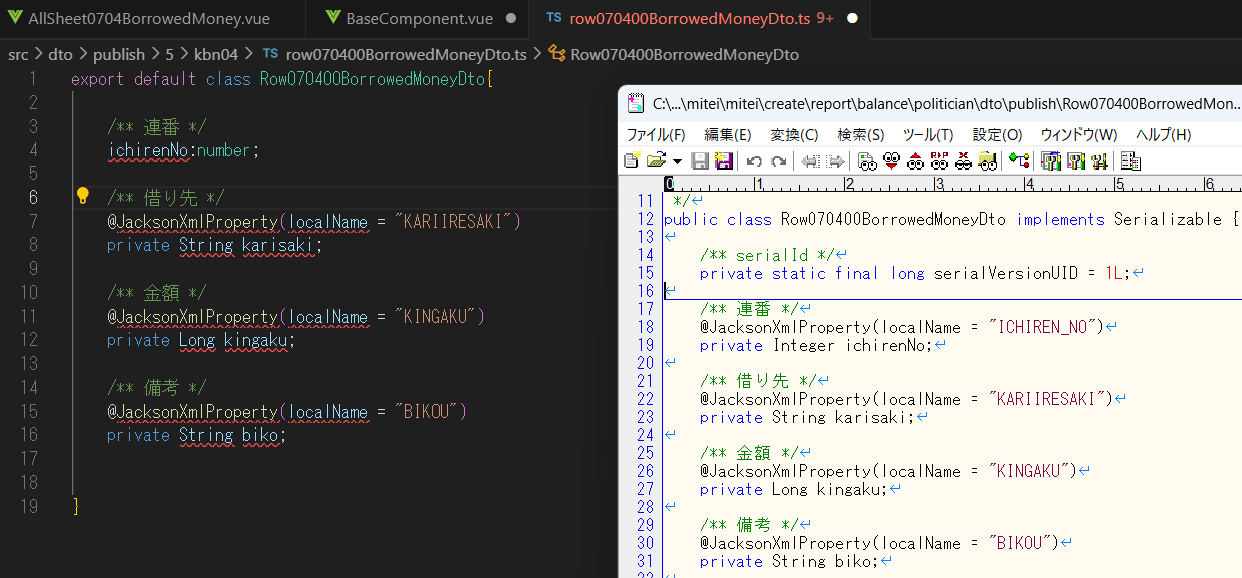 AllSheet0704BorrowedMoney.vue
BaseComponent.vue
TS row070400BorrowedMoneyDto.ts 9+
src > dto > publish > 5 > kbn04 > TS row070400BorrowedMoneyDto.ts > Row070400BorrowedMoneyDto
1 export default class Row070400BorrowedMoneyDto{
2
3 /** 連番 */
4 ichirenNo:number;
5
6 /** 借り先 */
7 @JacksonXmlProperty(localName = "KARIIRESAKI")
8 private String karisaki;
9
10 /** 金額 */
11 @JacksonXmlProperty(localName = "KINGAKU")
12 private Long kingaku;
13
14 /** 備考 */
15 @JacksonXmlProperty(localName = "BIKOU")
16 private String biko;
17
18
19 }
C:\...\mitei\mitei\create\report\balance\politician\dto\publish\Row070400BorrowedMon...
ファイル(F) 編集(E) 変換(C) 検索(S) ツール(T) 設定(O) ウィンドウ(W) ヘルプ(H)
0 1 2 3 4 5 6
11 */↵
12 public class Row070400BorrowedMoneyDto implements Serializable {
13 ↵
14 /** serialId */↵
15 private static final long serialVersionUID = 1L;↵
16 ↵
17 /** 連番 */↵
18 @JacksonXmlProperty(localName = "ICHIREN_NO")↵
19 private Integer ichirenNo;↵
20 ↵
21 /** 借り先 */↵
22 @JacksonXmlProperty(localName = "KARIIRESAKI")↵
23 private String karisaki;↵
24 ↵
25 /** 金額 */↵
26 @JacksonXmlProperty(localName = "KINGAKU")↵
27 private Long kingaku;↵
28 ↵
29 /** 備考 */↵
30 @JacksonXmlProperty(localName = "BIKOU")↵
31 private String biko;↵